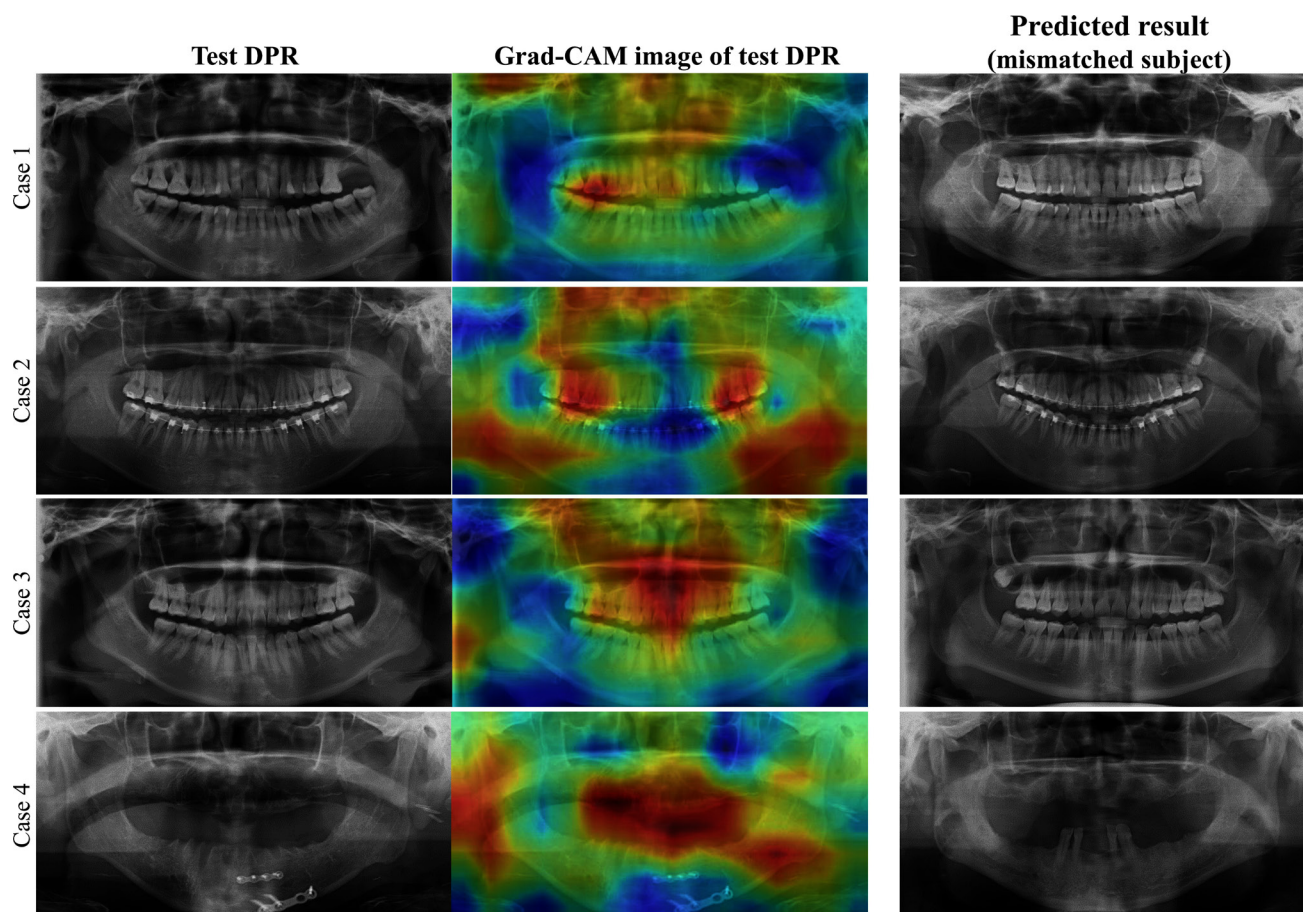 Test DPR
Grad-CAM image of test DPR
Predicted result
(mismatched subject)
Case 1
Case 2
Case 3
Case 4